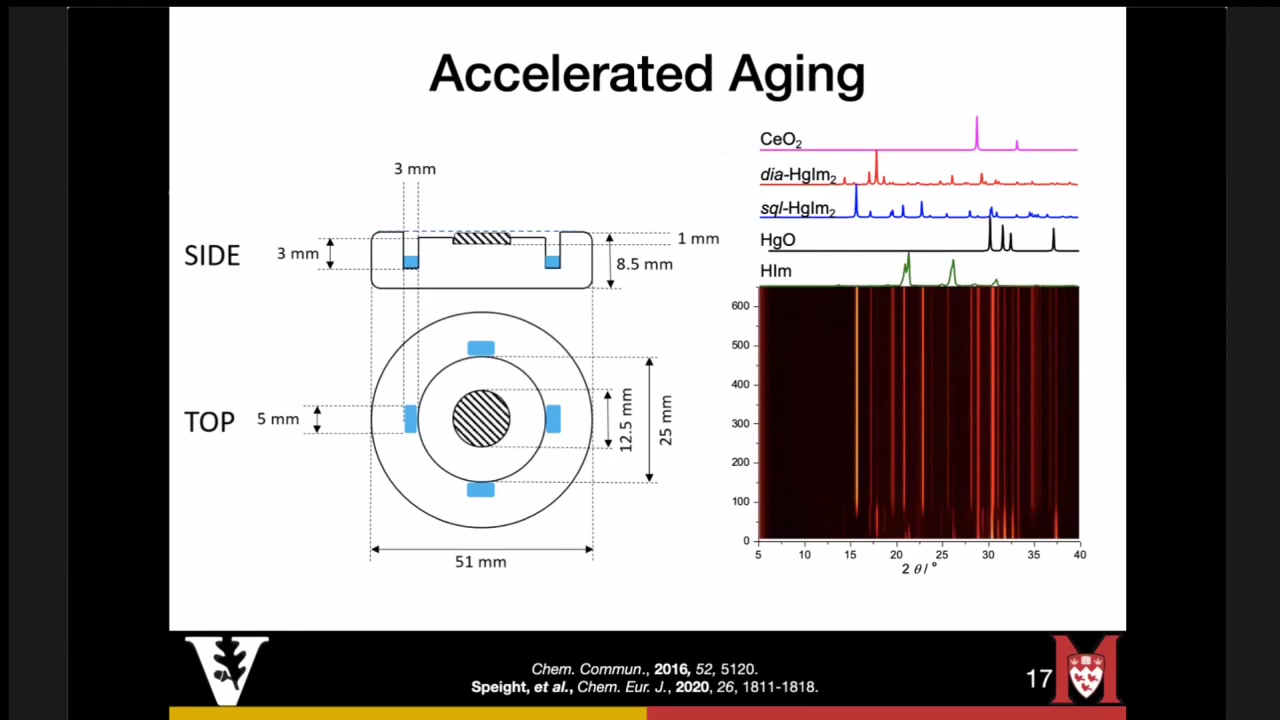 Accelerated Aging
3 mm
SIDE
3 mm
1 mm
8.5 mm
TOP
5 mm
12.5 mm
25 mm
51 mm
CeO₂
dia-HgIm₂
sql-HgIm₂
HgO
HIm
600
500
400
300
200
100
0
5 10 15 20 25 30 35 40
2 θ / °
Chem. Commun., 2016, 52, 5120.
Speight, et al., Chem. Eur. J., 2020, 26, 1811-1818.
17
V
M